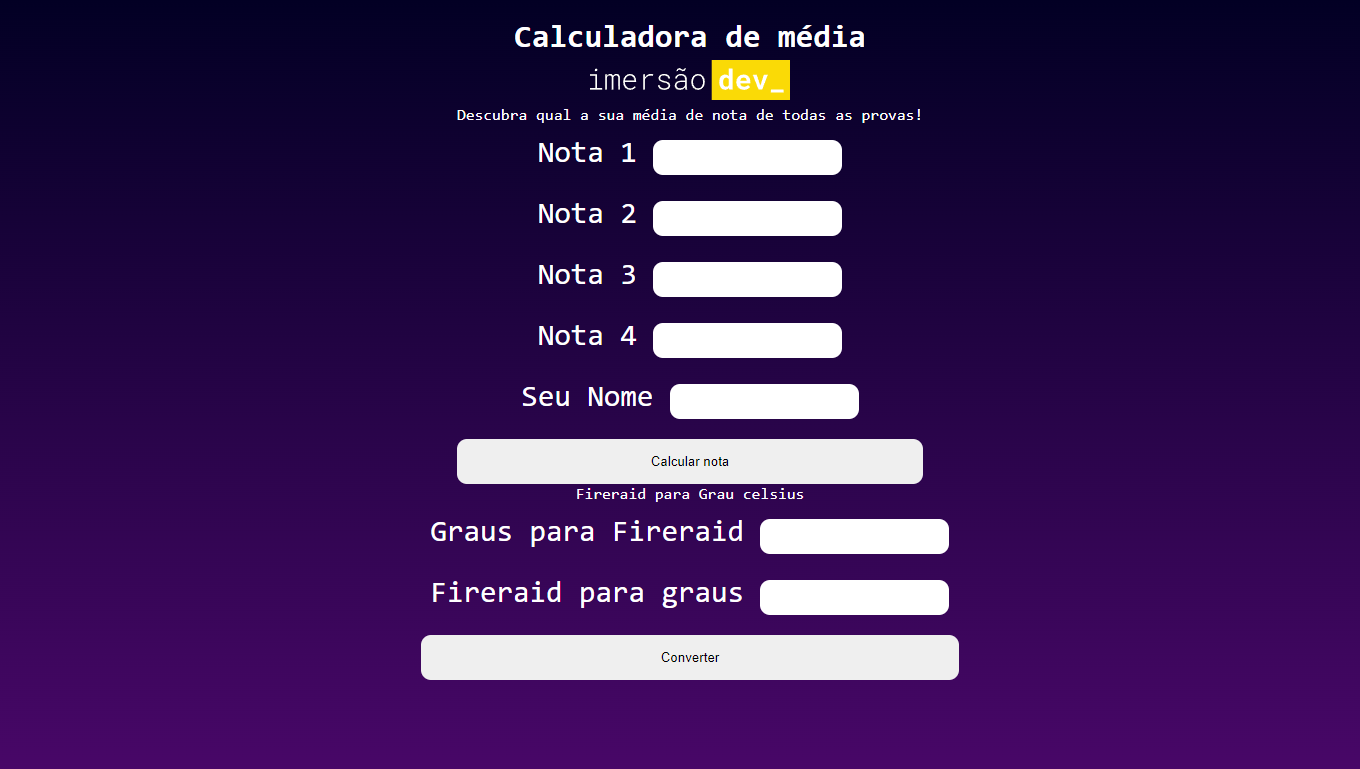 Calculadora de média
imersão dev_
Descubra qual a sua média de nota de todas as provas!
Nota 1
Nota 2
Nota 3
Nota 4
Seu Nome
Calcular nota
Fireraid para Grau celsius
Graus para Fireraid
Fireraid para graus
Converter